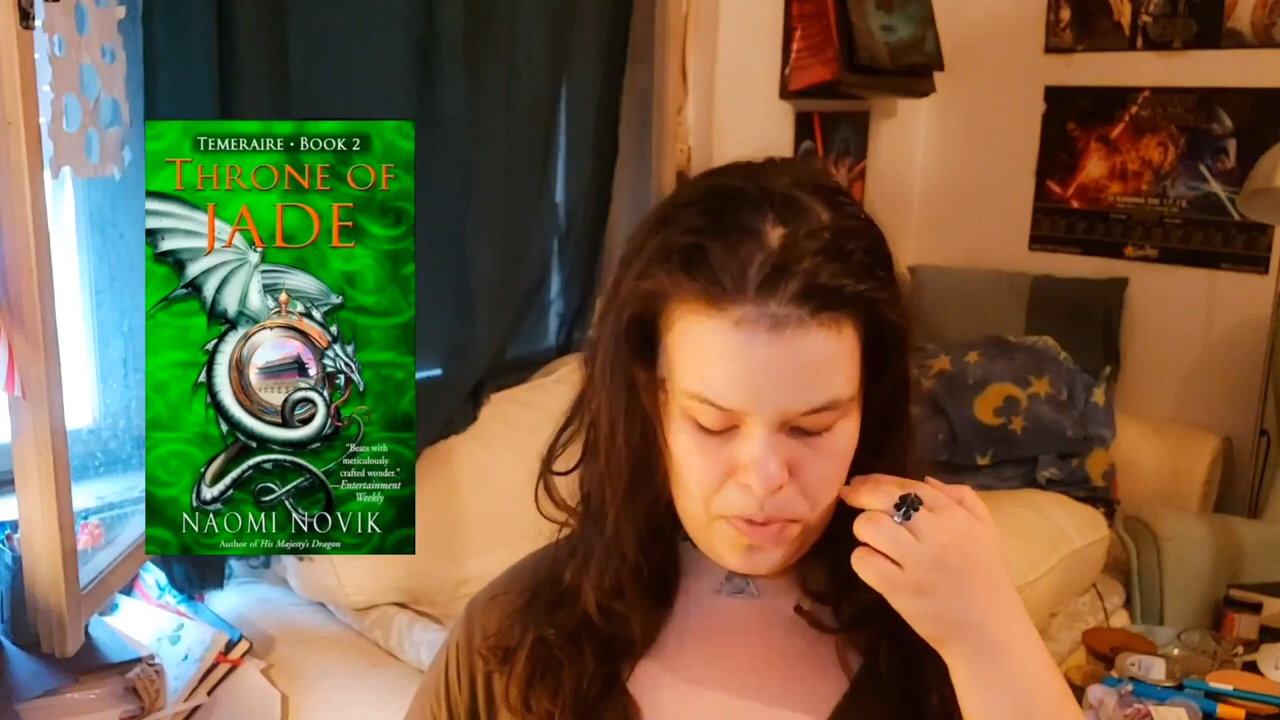 TEMERAIRE · BOOK 2
THRONE OF
JADE
"Beats with
meticulously
crafted wonder."
—Entertainment
Weekly
NAOMI NOVIK
Author of His Majesty's Dragon